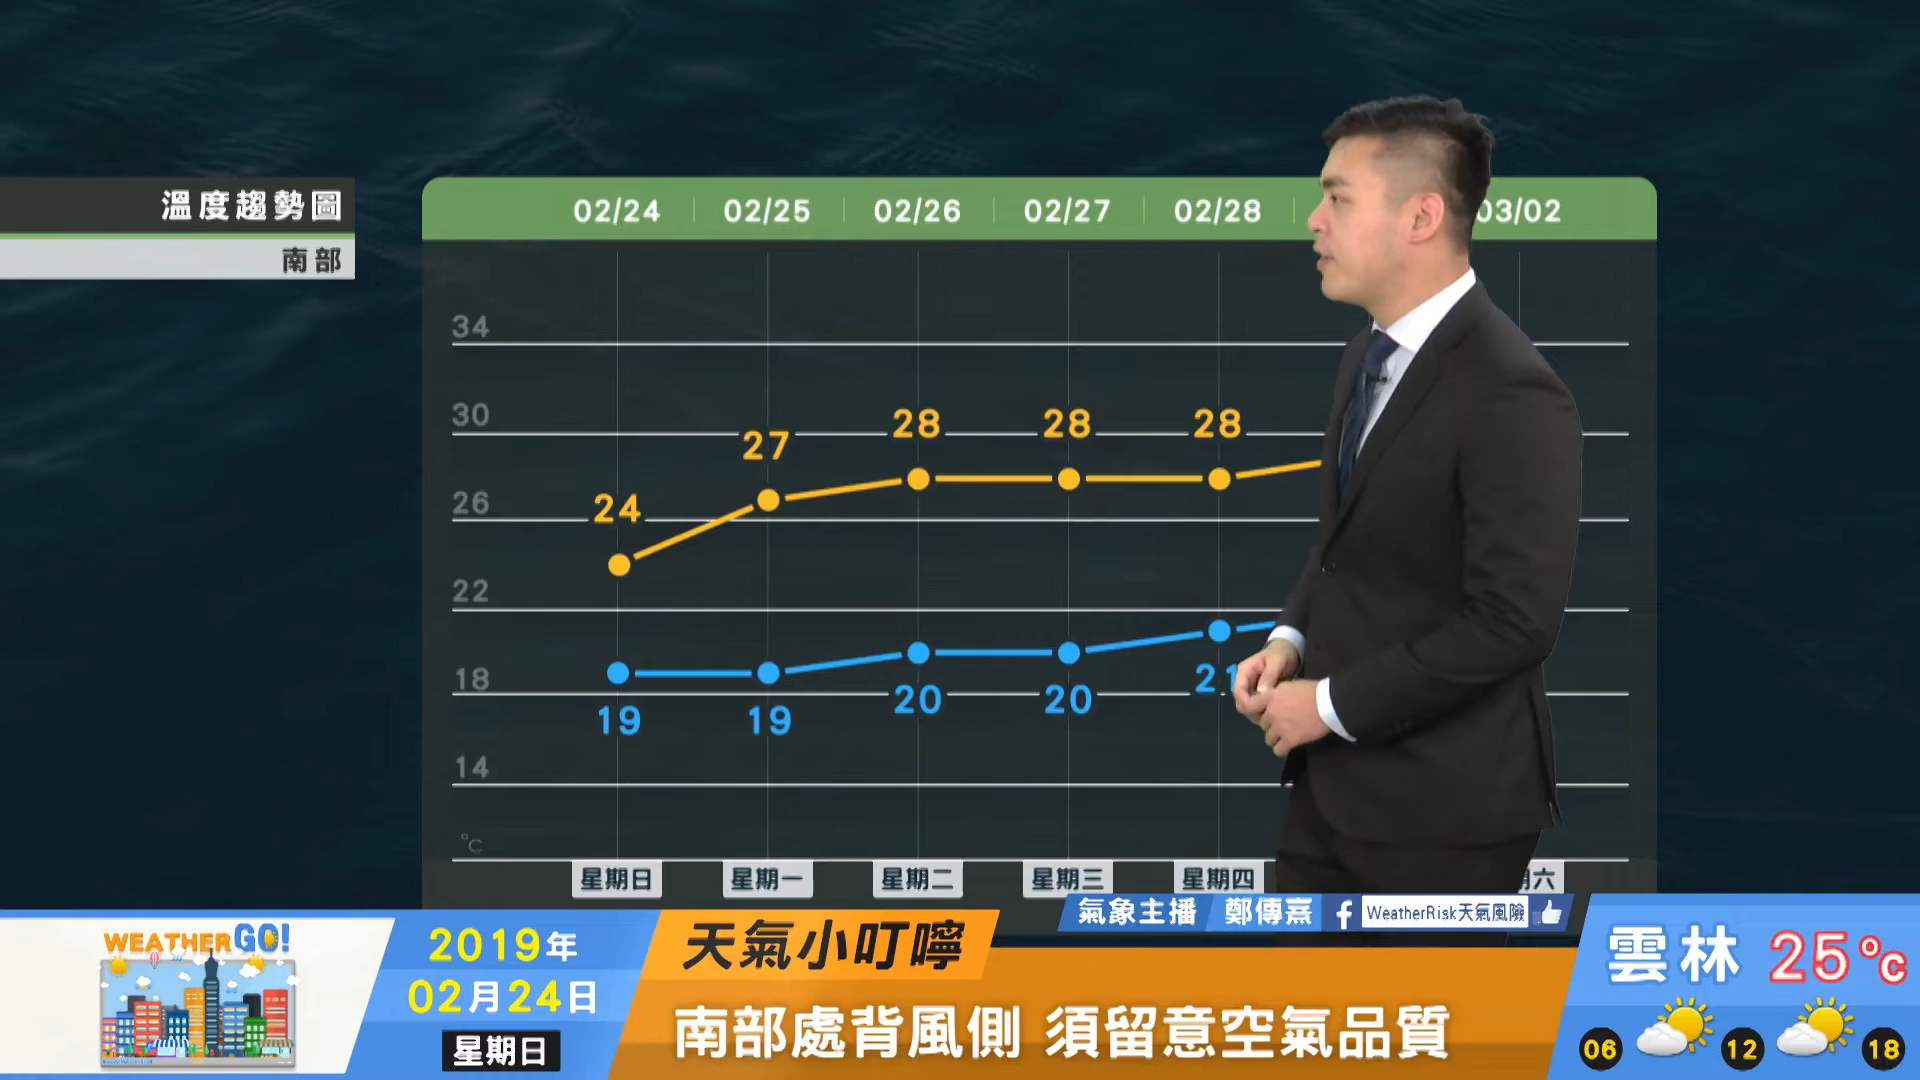 溫度趨勢圖
南部
02/24 02/25 02/26 02/27 02/28 03/02
34
30
26
22
18
14
°C
24 27 28 28 28
19 19 20 20 21
星期日 星期一 星期二 星期三 星期四 六
氣象主播 鄭傳熹 f WeatherRisk天氣風險
WEATHER GO!
2019年
02月24日
星期日
天氣小叮嚀
南部處背風側 須留意空氣品質
雲林 25°C
06 12 18